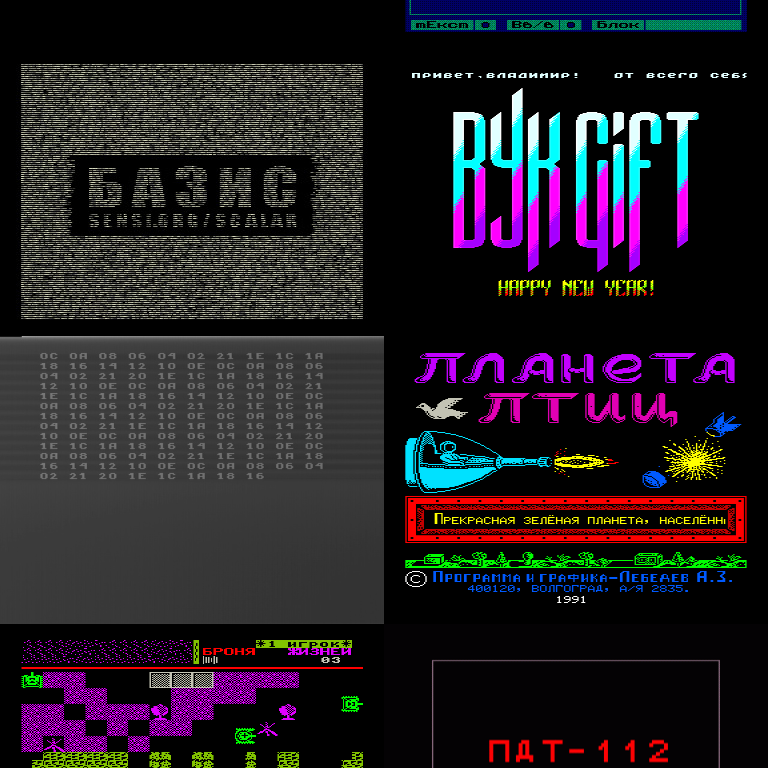 тЕкст
Вб/б
Блок
БАЗИС
SENSI.ORG/SCALAR
ПРИВЕТ, ВЛАДИМИР! ОТ ВСЕГО СЕБЯ
ВУК GiFT
HAPPY NEW YEAR!
0C 0A 08 06 04 02 21 1E 1C 1A
18 16 14 12 10 0E 0C 0A 08 06
04 02 21 20 1E 1C 1A 18 16 14
12 10 0E 0C 0A 08 06 04 02 21
1E 1C 1A 18 16 14 12 10 0E 0C
0A 08 06 04 02 21 20 1E 1C 1A
18 16 14 12 10 0E 0C 0A 08 06
04 02 21 20 1E 1C 1A 18 16 14 12
10 0E 0C 0A 08 06 04 02 21 20
1E 1C 1A 18 16 14 12 10 0E 0C
0A 08 06 04 02 21 1E 1C 1A 18
16 14 12 10 0E 0C 0A 08 06 04
02 21 20 1E 1C 1A 18 16
ПЛАНЕТА
ПТИЦ
Прекрасная зелёная планета, населённ
© Программа и графика-Лебедев А.З.
400120, ВОЛГОГРАД, А/Я 2835.
1991
*1 игрок*
БРОНЯ ЖИЗНЕЙ
03
ПДТ-112